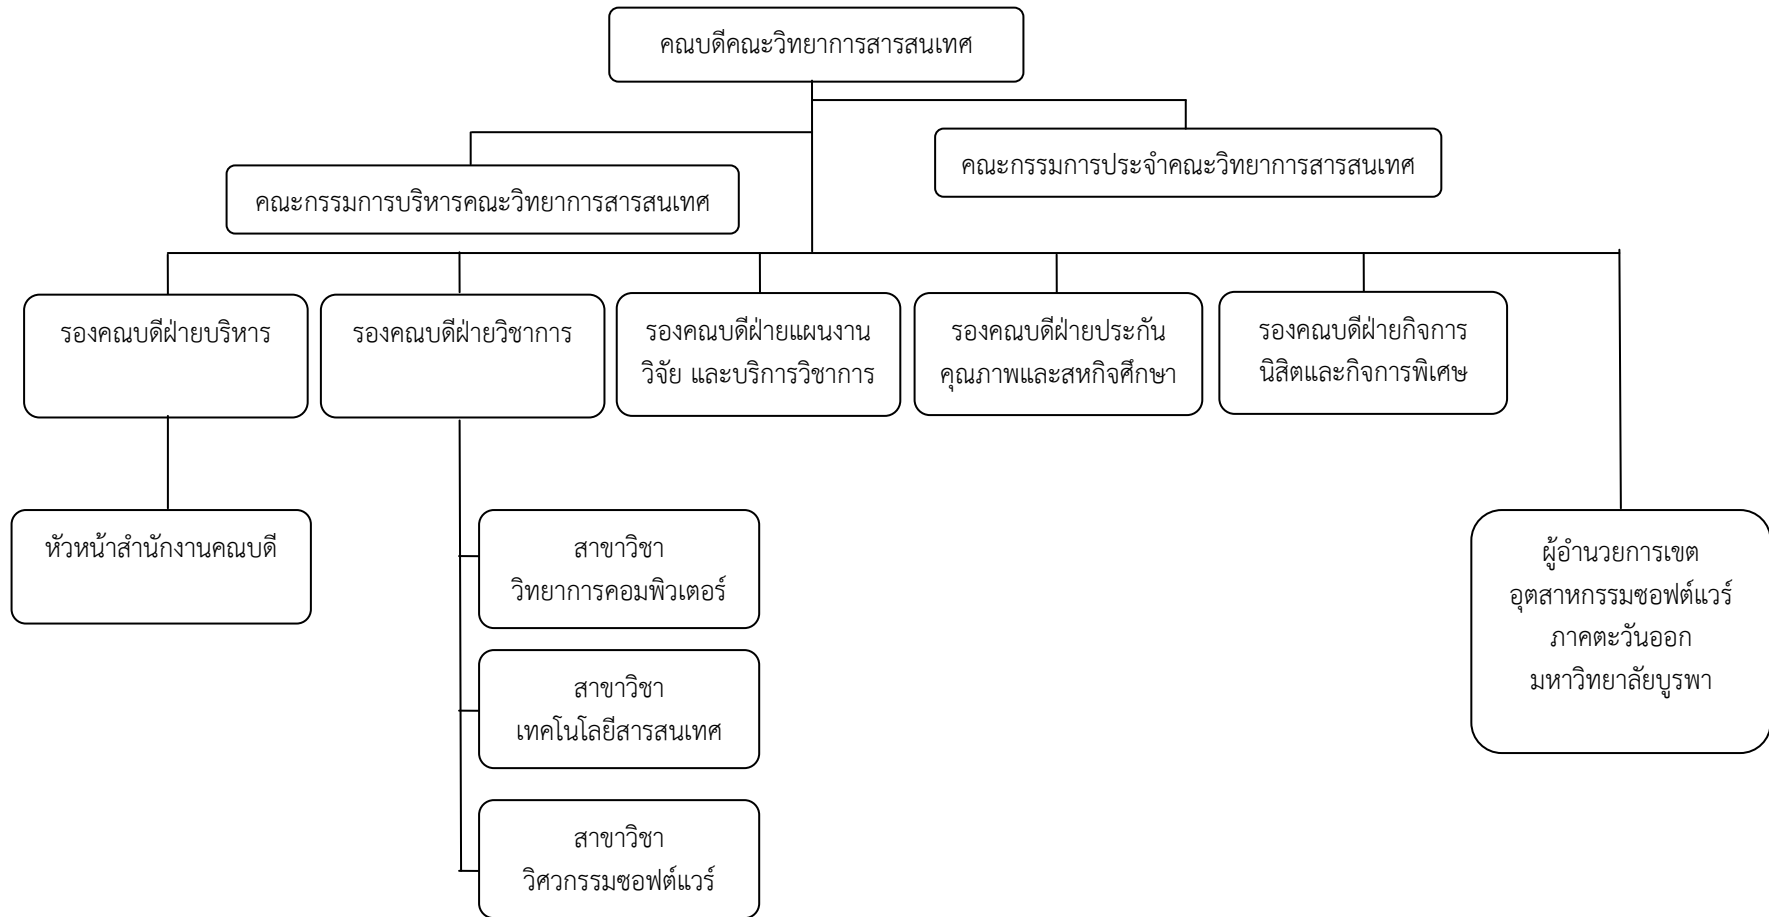 คณบดีคณะวิทยาการสารสนเทศ
คณะกรรมการประจำคณะวิทยาการสารสนเทศ
คณะกรรมการบริหารคณะวิทยาการสารสนเทศ
รองคณบดีฝ่ายบริหาร
รองคณบดีฝ่ายวิชาการ
รองคณบดีฝ่ายแผนงาน
วิจัย และบริการวิชาการ
รองคณบดีฝ่ายประกัน
คุณภาพและสหกิจศึกษา
รองคณบดีฝ่ายกิจการ
นิสิตและกิจการพิเศษ
หัวหน้าสำนักงานคณบดี
สาขาวิชา
วิทยาการคอมพิวเตอร์
สาขาวิชา
เทคโนโลยีสารสนเทศ
สาขาวิชา
วิศวกรรมซอฟต์แวร์
ผู้อำนวยการเขต
อุตสาหกรรมซอฟต์แวร์
ภาคตะวันออก
มหาวิทยาลัยบูรพา